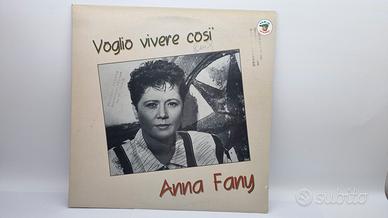 Voglio vivere così
Anna Fany
subito